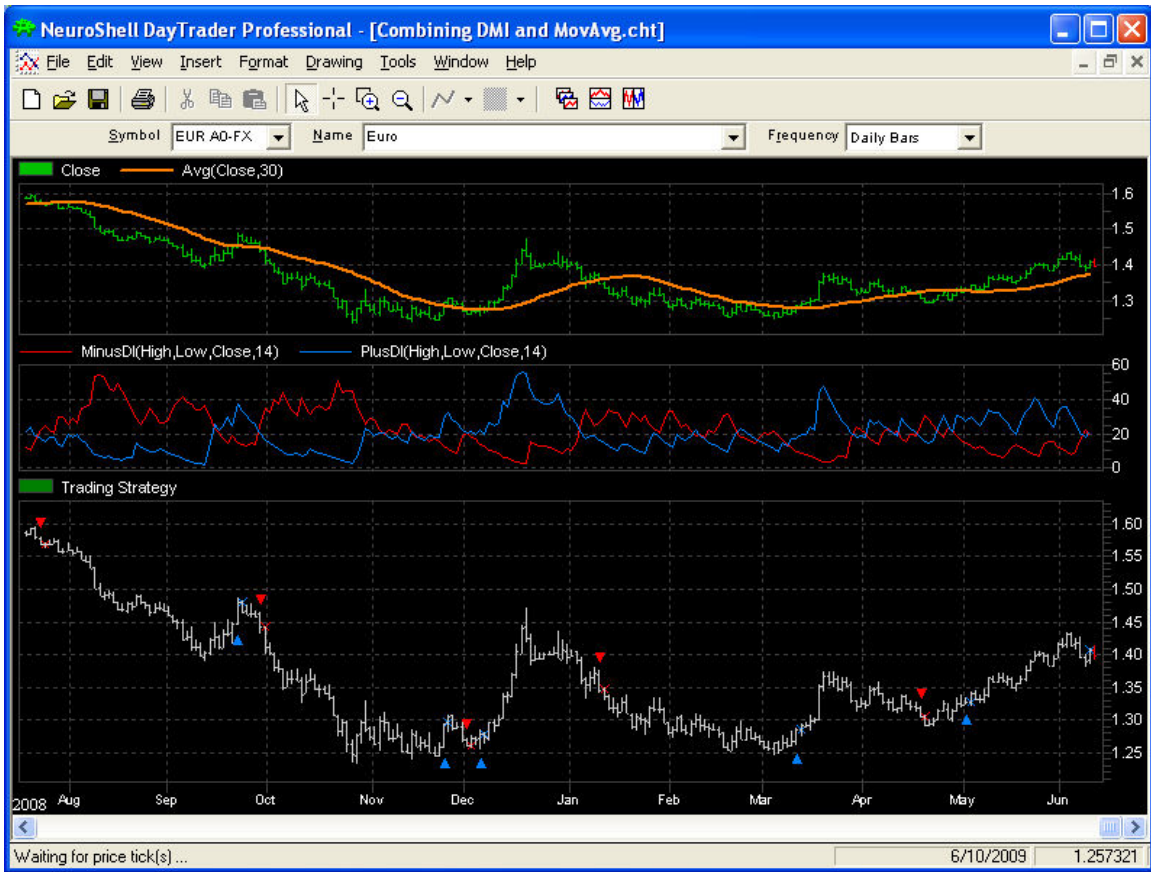 NeuroShell DayTrader Professional - [Combining DMI and MovAvg.cht]
File Edit View Insert Format Drawing Tools Window Help
Symbol EUR A0-FX Name Euro Frequency Daily Bars
Close Avg(Close,30)
1.6
1.5
1.4
1.3
MinusDI(High,Low,Close,14) PlusDI(High,Low,Close,14)
60
40
20
0
Trading Strategy
1.60
1.55
1.50
1.45
1.40
1.35
1.30
1.25
2008 Aug Sep Oct Nov Dec Jan Feb Mar Apr May Jun
Waiting for price tick(s) ... 6/10/2009 1.257321